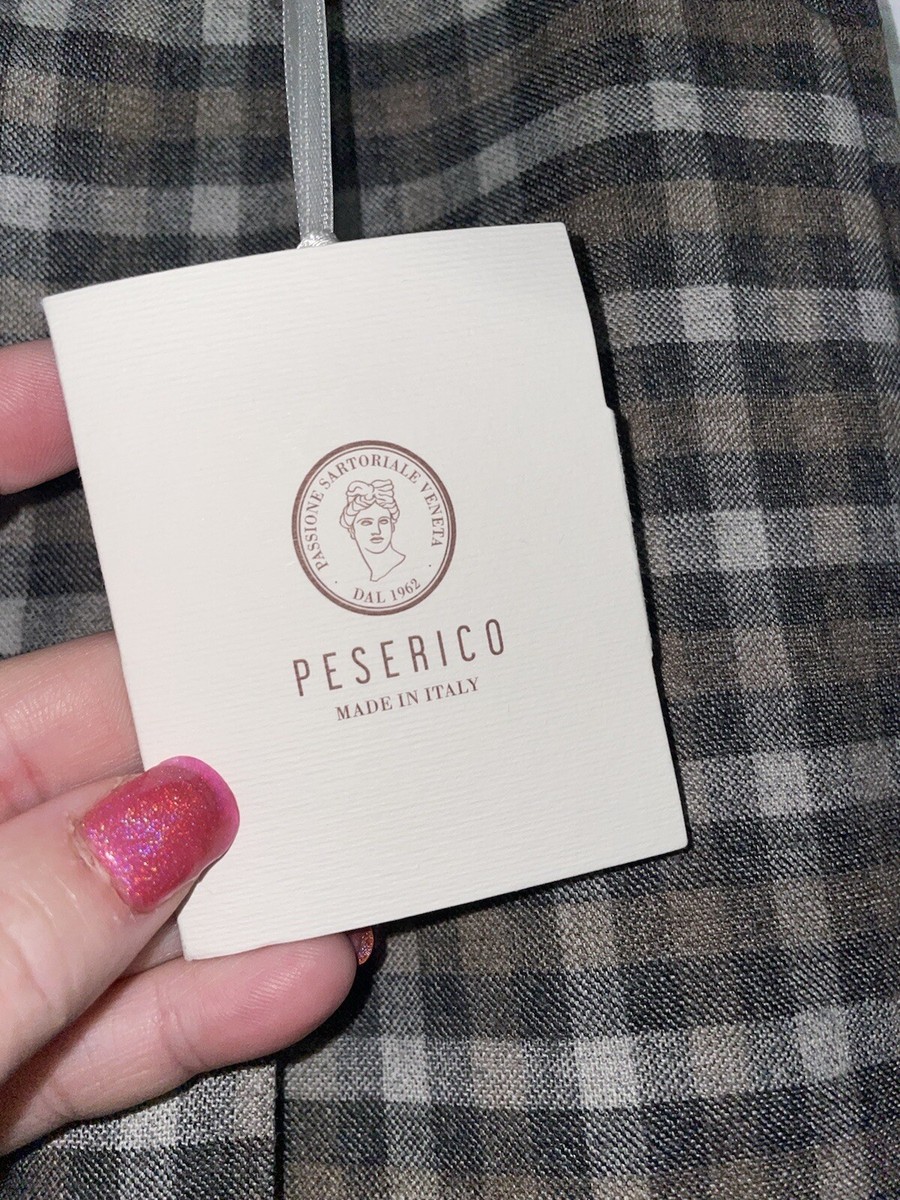 PASSIONE SARTORIALE VENETA
· DAL 1962 ·
PESERICO
MADE IN ITALY